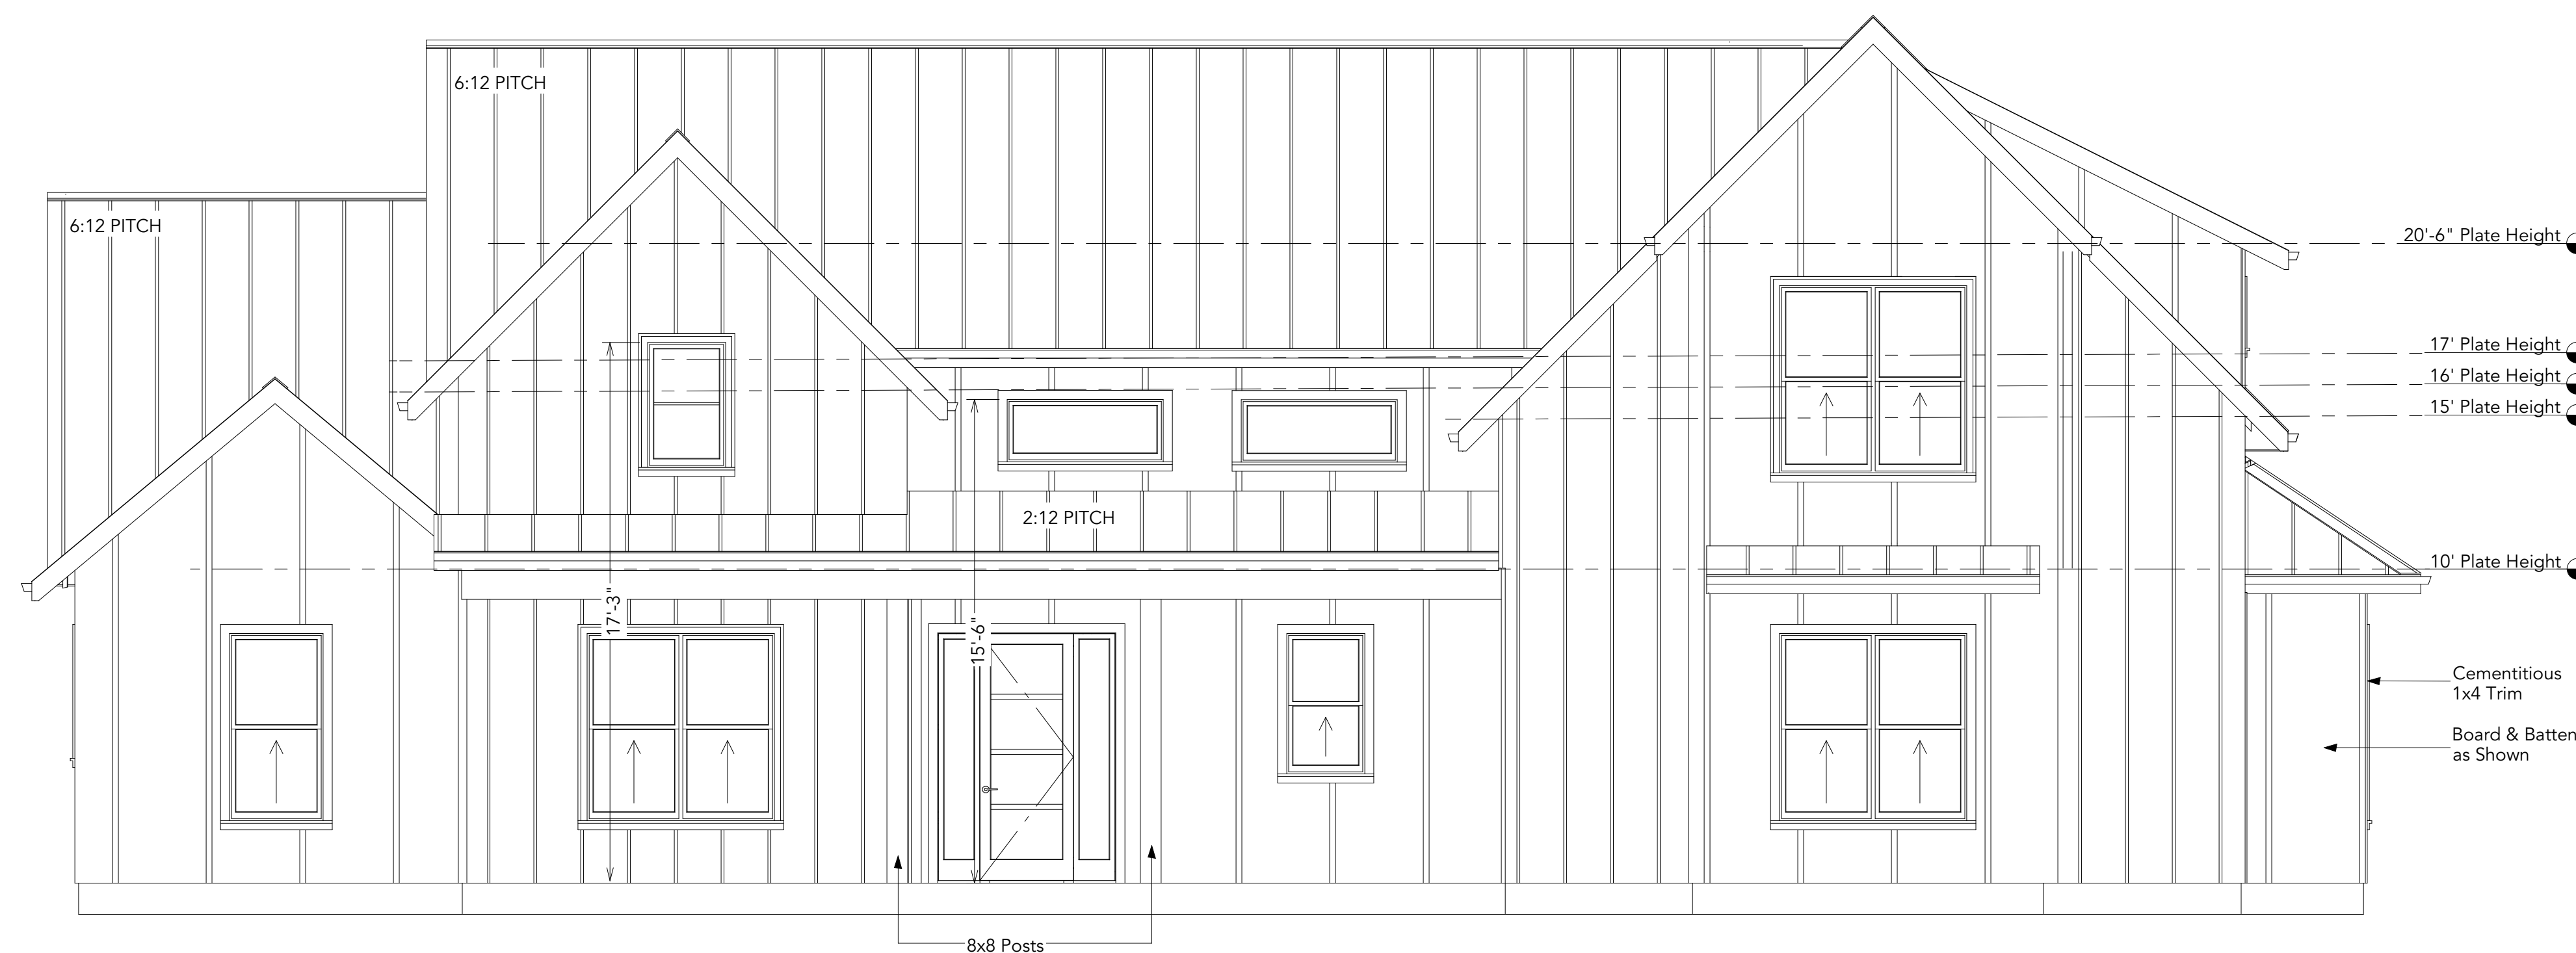 6:12 PITCH
6:12 PITCH
20'-6" Plate Height
17' Plate Height
16' Plate Height
15' Plate Height
2:12 PITCH
10' Plate Height
17'-3"
15'-6"
Cementitious
1x4 Trim
Board & Batten
as Shown
8x8 Posts